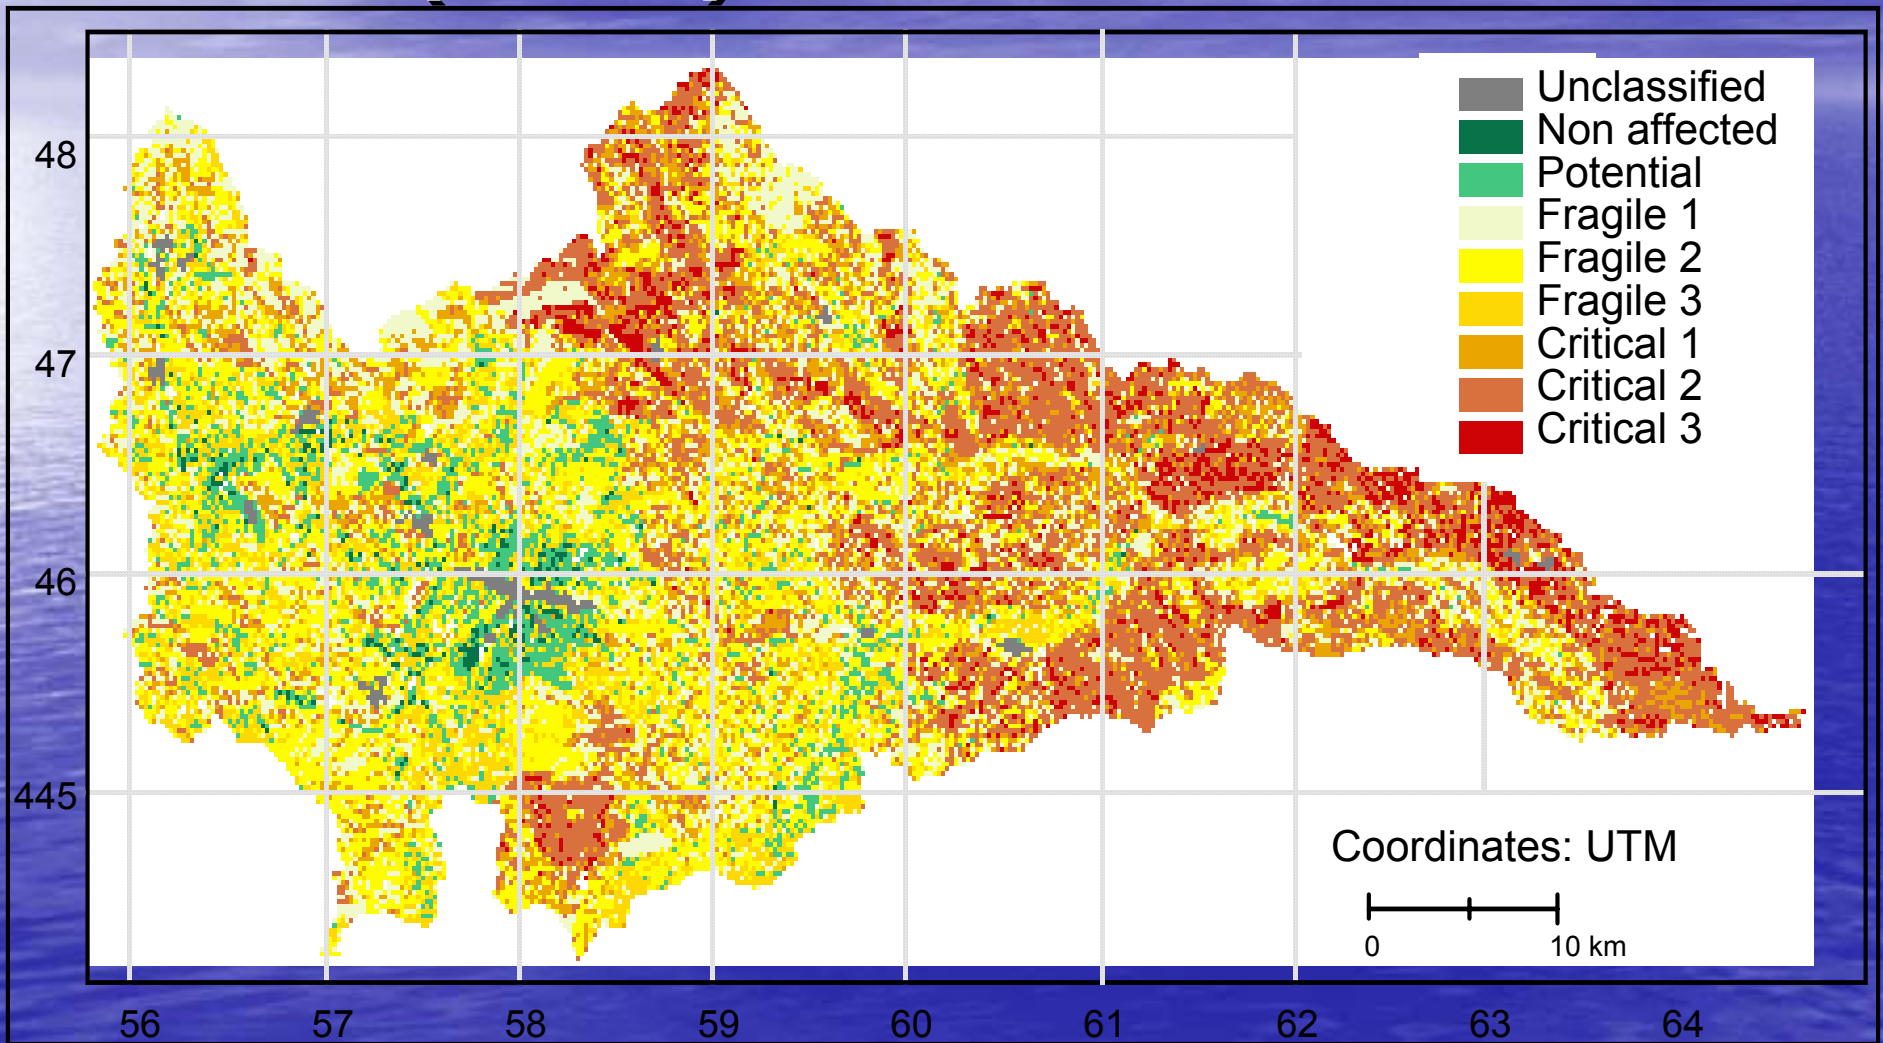 Unclassified
Non affected
Potential
Fragile 1
Fragile 2
Fragile 3
Critical 1
Critical 2
Critical 3
48
47
46
445
Coordinates: UTM
0 10 km
56 57 58 59 60 61 62 63 64